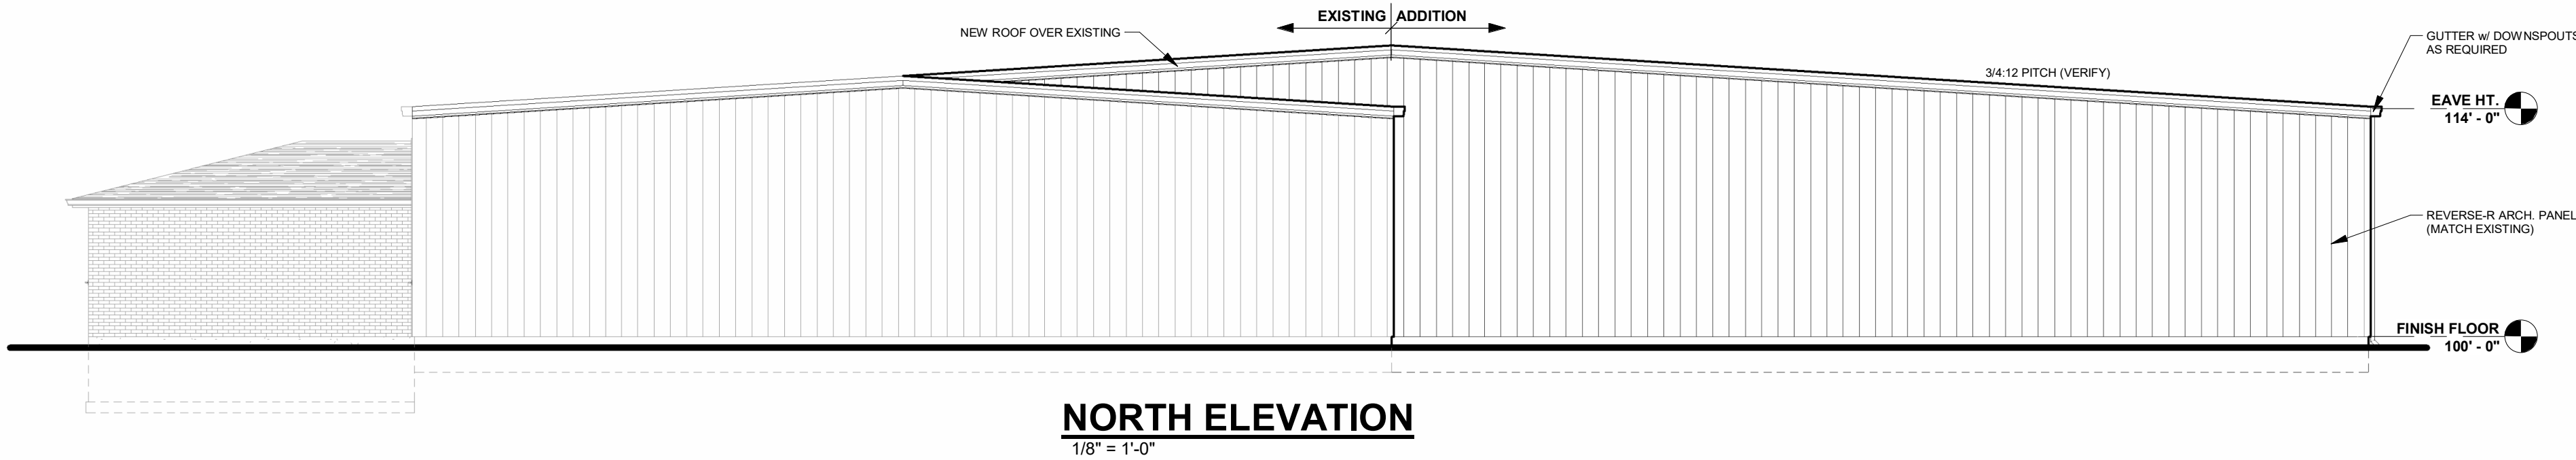 EXISTING ADDITION
NEW ROOF OVER EXISTING
GUTTER w/ DOWNSPOUTS
AS REQUIRED
3/4:12 PITCH (VERIFY)
EAVE HT.
114' - 0"
REVERSE-R ARCH. PANEL
(MATCH EXISTING)
FINISH FLOOR
100' - 0"
NORTH ELEVATION
1/8" = 1'-0"